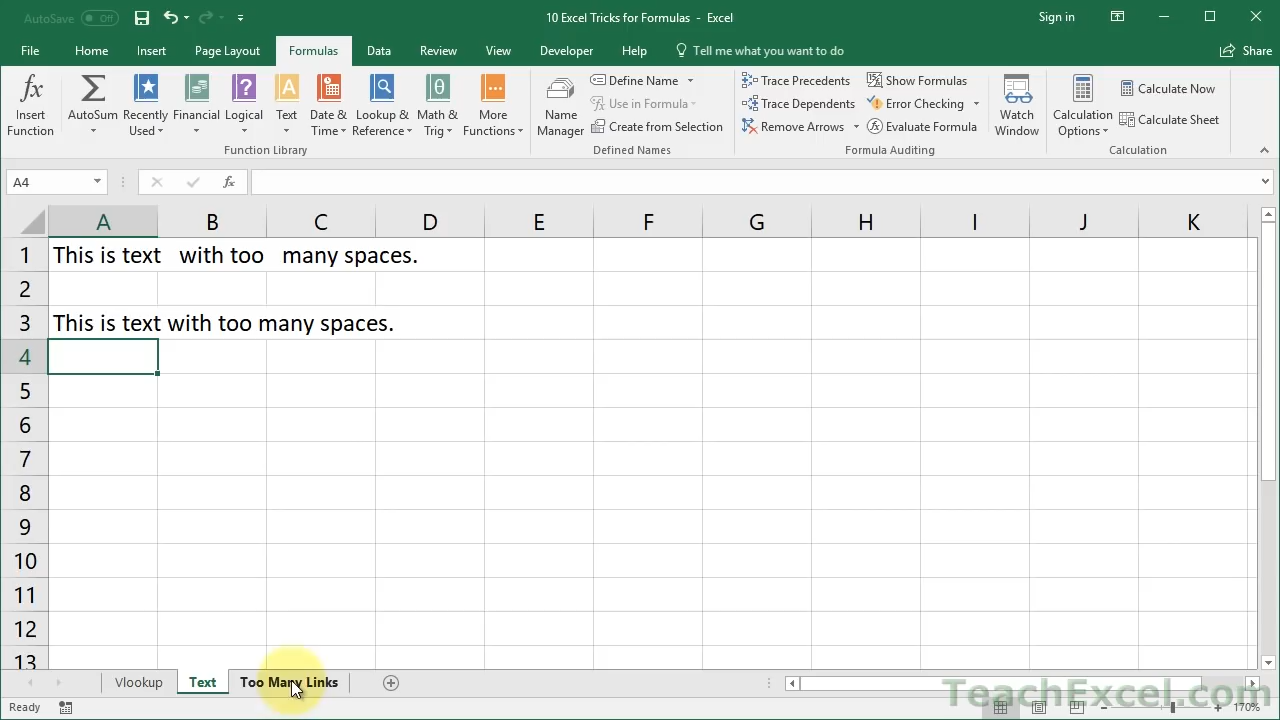 AutoSave Off 10 Excel Tricks for Formulas - Excel Sign in
File Home Insert Page Layout Formulas Data Review View Developer Help Tell me what you want to do Share
fx Σ ? A θ
Insert Function AutoSum Recently Used Financial Logical Text Date & Time Lookup & Reference Math & Trig More Functions
Function Library
Name Manager
Define Name
Use in Formula
Create from Selection
Defined Names
Trace Precedents Show Formulas
Trace Dependents Error Checking
Remove Arrows Evaluate Formula
Formula Auditing
Watch Window
Calculation Options
Calculate Now
Calculate Sheet
Calculation
A4 fx
A B C D E F G H I J K
1 This is text   with too   many spaces.
2
3 This is text with too many spaces.
4
5
6
7
8
9
10
11
12
13
Vlookup Text Too Many Links
TeachExcel.com
Ready 170%